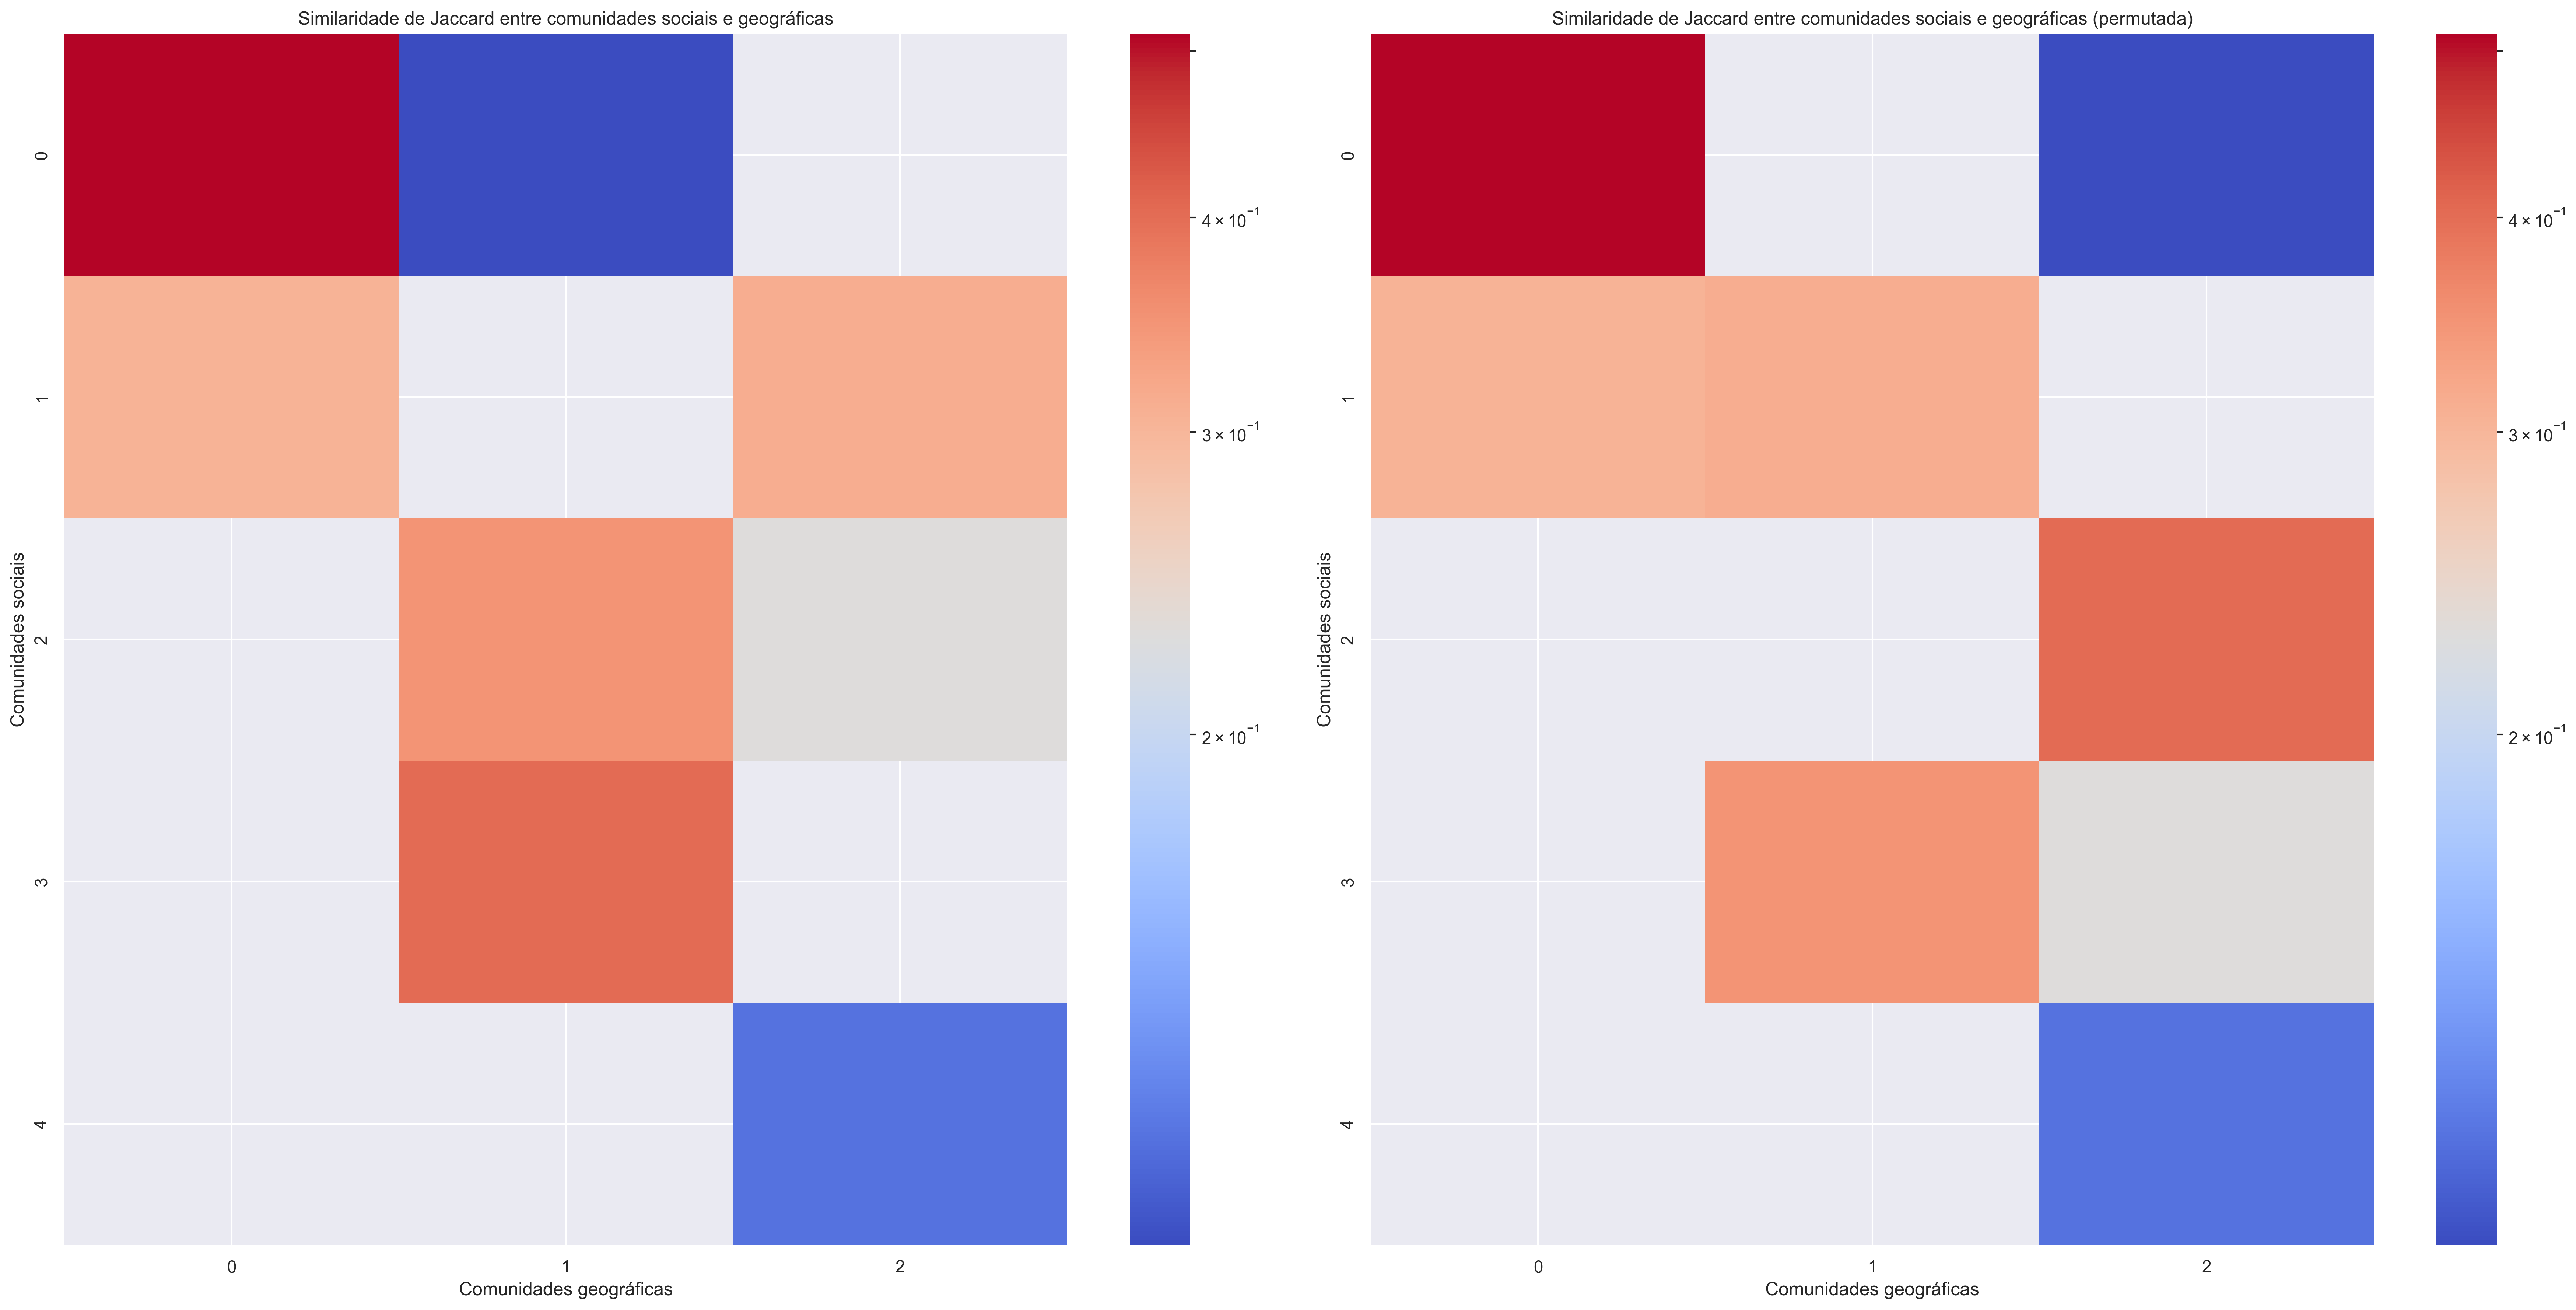 Similaridade de Jaccard entre comunidades sociais e geográficas
0
1
2
3
4
Comunidades sociais
0
1
2
Comunidades geográficas
4 × 10⁻¹
3 × 10⁻¹
2 × 10⁻¹
Similaridade de Jaccard entre comunidades sociais e geográficas (permutada)
0
1
2
3
4
Comunidades sociais
0
1
2
Comunidades geográficas
4 × 10⁻¹
3 × 10⁻¹
2 × 10⁻¹